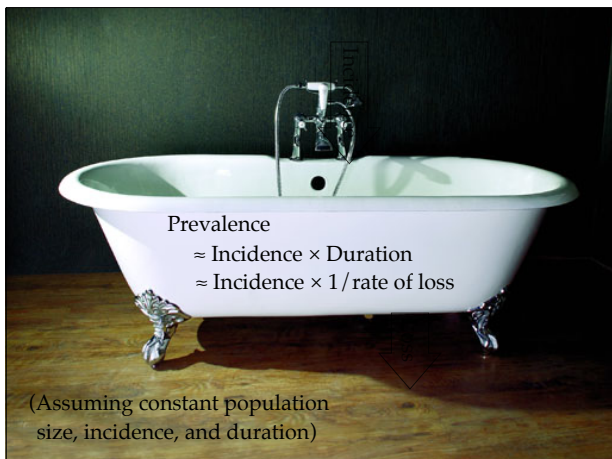 Prevalence
≈ Incidence × Duration
≈ Incidence × 1/rate of loss
(Assuming constant population
size, incidence, and duration)